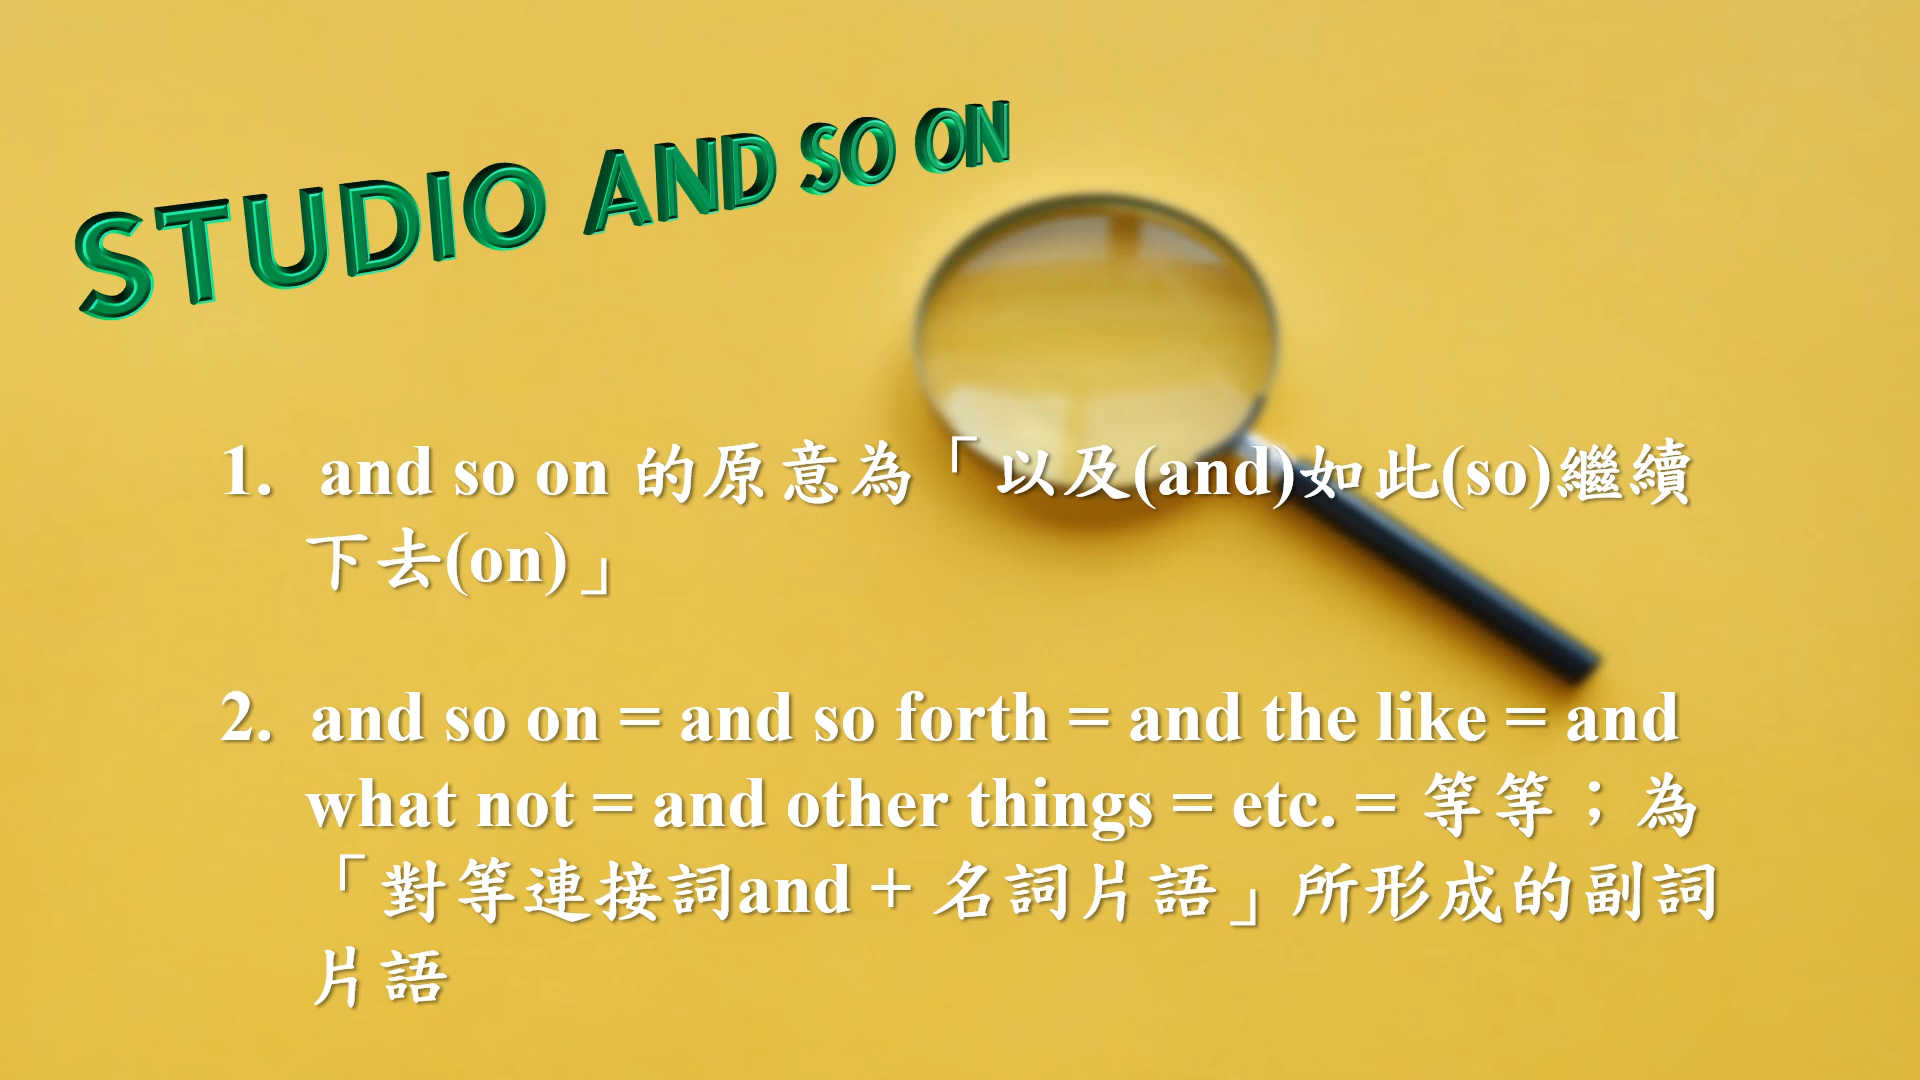 STUDIO AND SO ON
1. and so on 的原意為「以及(and)如此(so)繼續
下去(on)」
2. and so on = and so forth = and the like = and
what not = and other things = etc. = 等等；為
「對等連接詞and + 名詞片語」所形成的副詞
片語